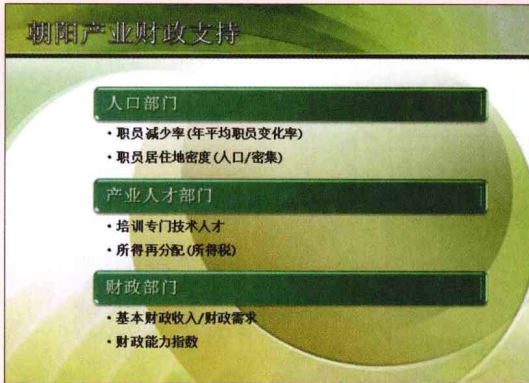 朝阳产业财政支持
人口部门
・职员减少率(年平均职员变化率)
・职员居住地密度(人口/密集)
产业人才部门
・培训专门技术人才
・所得再分配(所得税)
财政部门
・基本财政收入/财政需求
・财政能力指数